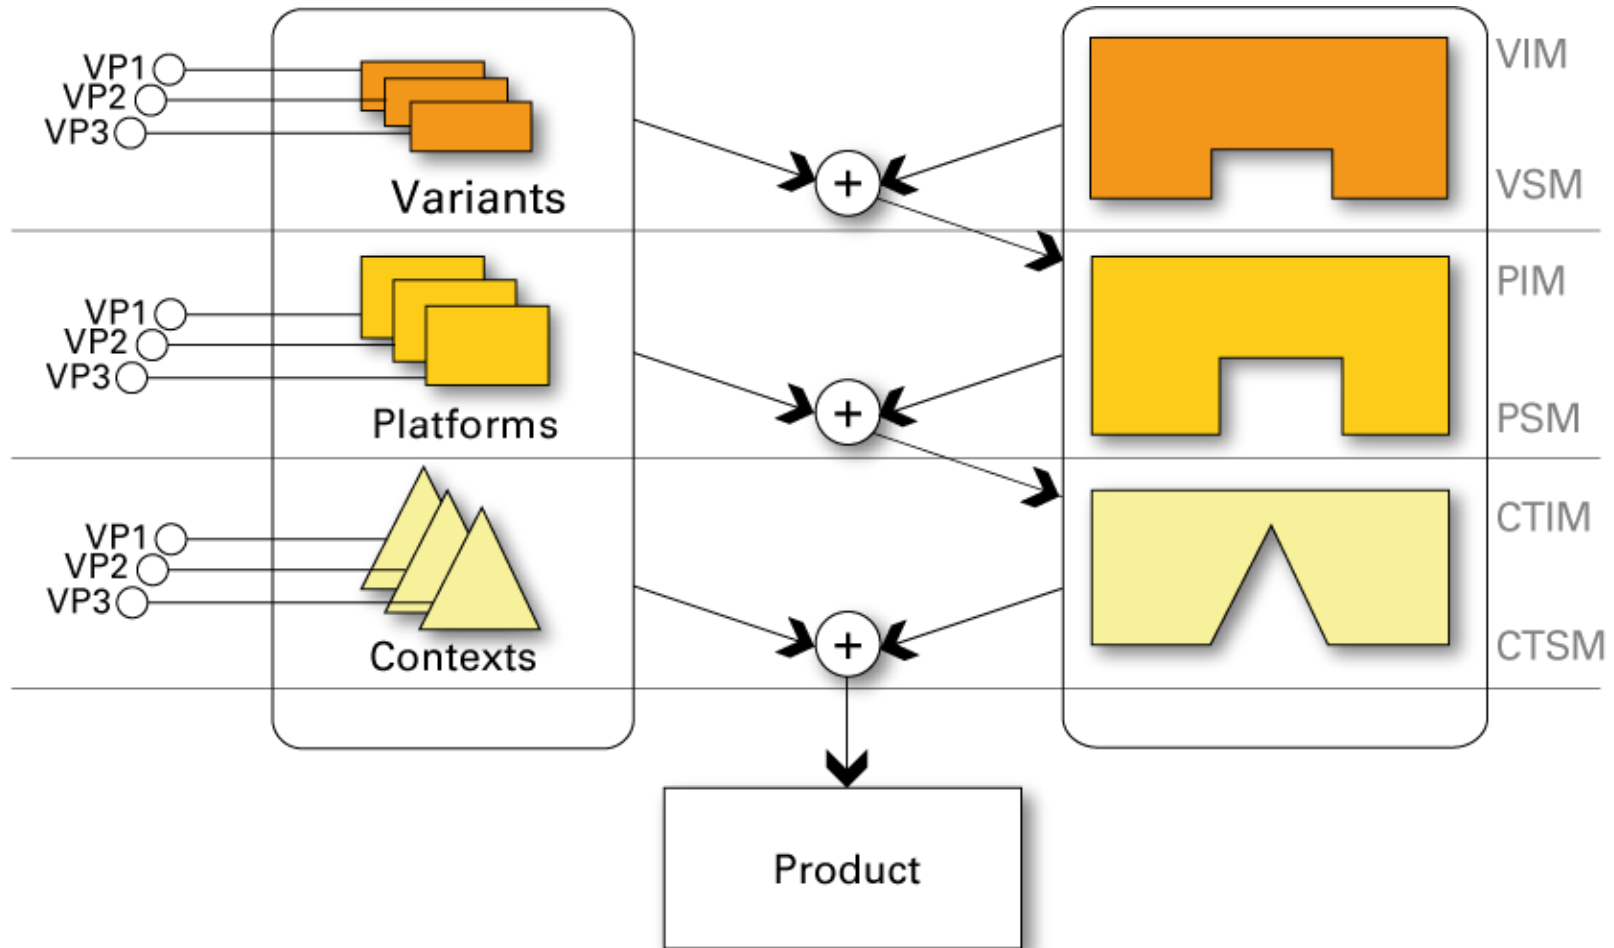 VP1
VP2
VP3
Variants
+
VIM
VSM
VP1
VP2
VP3
Platforms
+
PIM
PSM
VP1
VP2
VP3
Contexts
+
CTIM
CTSM
Product